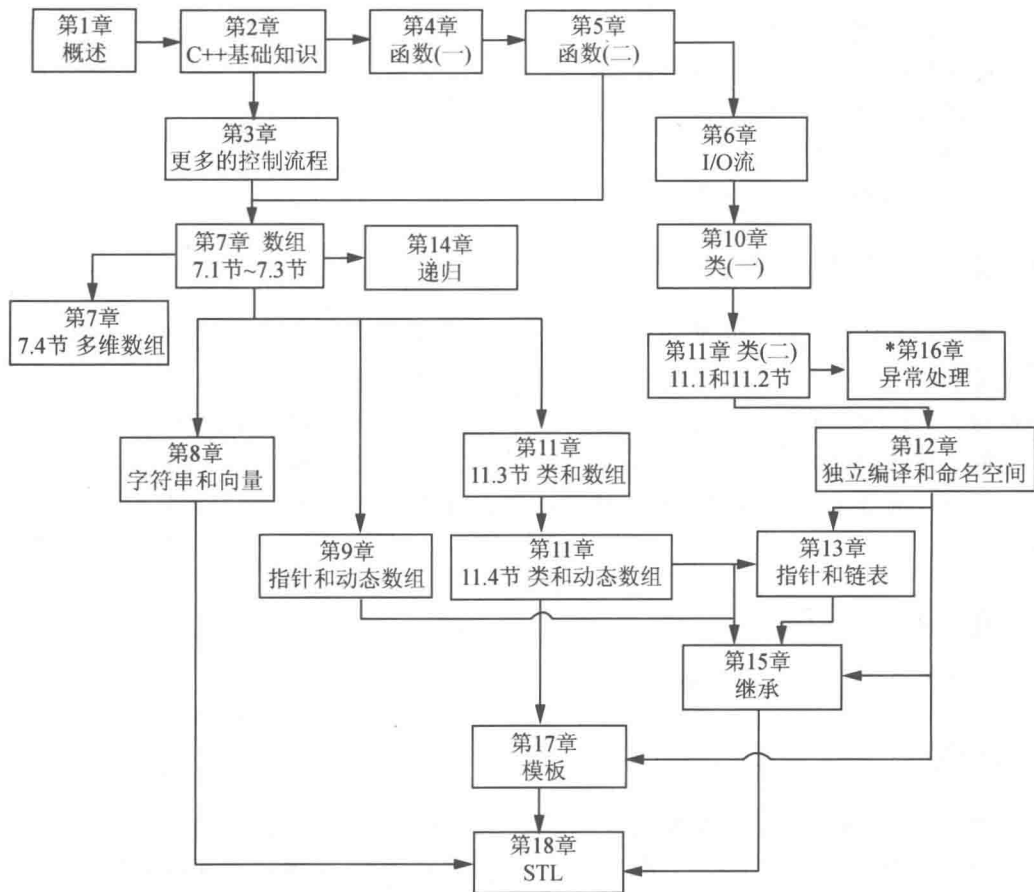 第1章
概述
第2章
C++基础知识
第4章
函数(一)
第5章
函数(二)
第3章
更多的控制流程
第6章
I/O流
第7章 数组
7.1节~7.3节
第14章
递归
第10章
类(一)
第7章
7.4节 多维数组
第11章 类(二)
11.1和11.2节
*第16章
异常处理
第8章
字符串和向量
第11章
11.3节 类和数组
第12章
独立编译和命名空间
第9章
指针和动态数组
第11章
11.4节 类和动态数组
第13章
指针和链表
第15章
继承
第17章
模板
第18章
STL